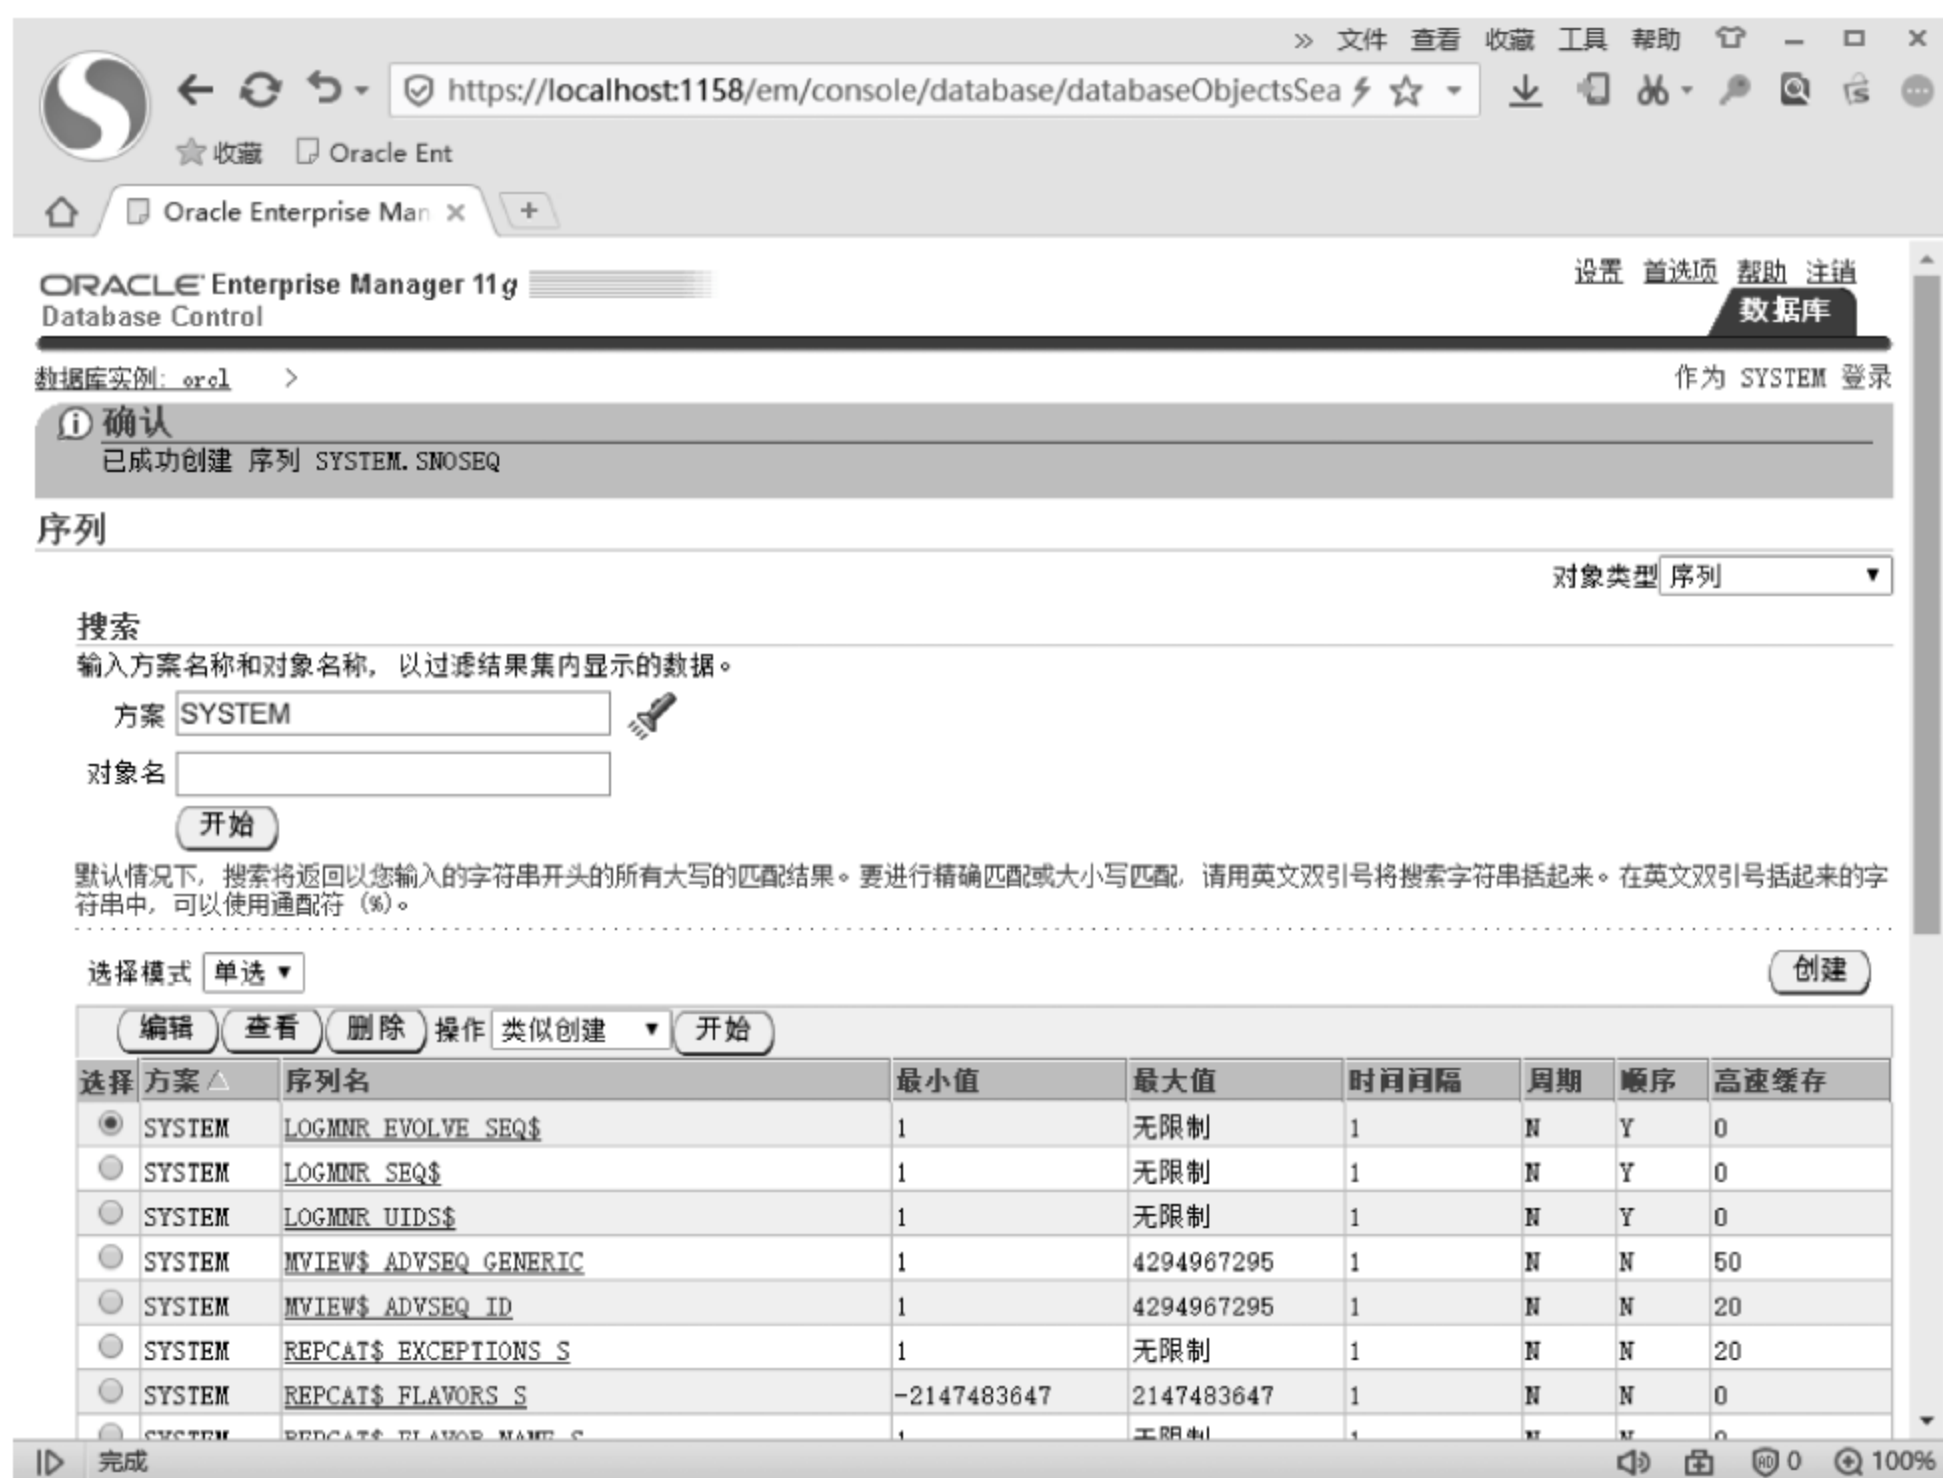 » 文件 查看 收藏 工具 帮助
https://localhost:1158/em/console/database/databaseObjectsSea
收藏 Oracle Ent
Oracle Enterprise Man
设置 首选项 帮助 注销
ORACLE Enterprise Manager 11g
Database Control
数据库
数据库实例: orcl >
作为 SYSTEM 登录
确认
已成功创建 序列 SYSTEM.SNOSEQ
序列
对象类型 序列
搜索
输入方案名称和对象名称, 以过滤结果集内显示的数据。
方案 SYSTEM
对象名
开始
默认情况下, 搜索将返回以您输入的字符串开头的所有大写的匹配结果。要进行精确匹配或大小写匹配, 请用英文双引号将搜索字符串括起来。在英文双引号括起来的字
符串中, 可以使用通配符 (%)。
选择模式 单选
创建
编辑 查看 删除 操作 类似创建 开始
选择 方案 序列名 最小值 最大值 时间间隔 周期 顺序 高速缓存
SYSTEM LOGMNR_EVOLVE_SEQ$ 1 无限制 1 N Y 0
SYSTEM LOGMNR_SEQ$ 1 无限制 1 N Y 0
SYSTEM LOGMNR_UIDS$ 1 无限制 1 N Y 0
SYSTEM MVIEW$_ADVSEQ_GENERIC 1 4294967295 1 N N 50
SYSTEM MVIEW$_ADVSEQ_ID 1 4294967295 1 N N 20
SYSTEM REPCAT$_EXCEPTIONS_S 1 无限制 1 N N 20
SYSTEM REPCAT$_FLAVORS_S -2147483647 2147483647 1 N N 0
SYSTEM REPCAT$_FLAVOR_NAME_S 1 无限制 1 N N 0
完成
0 100%